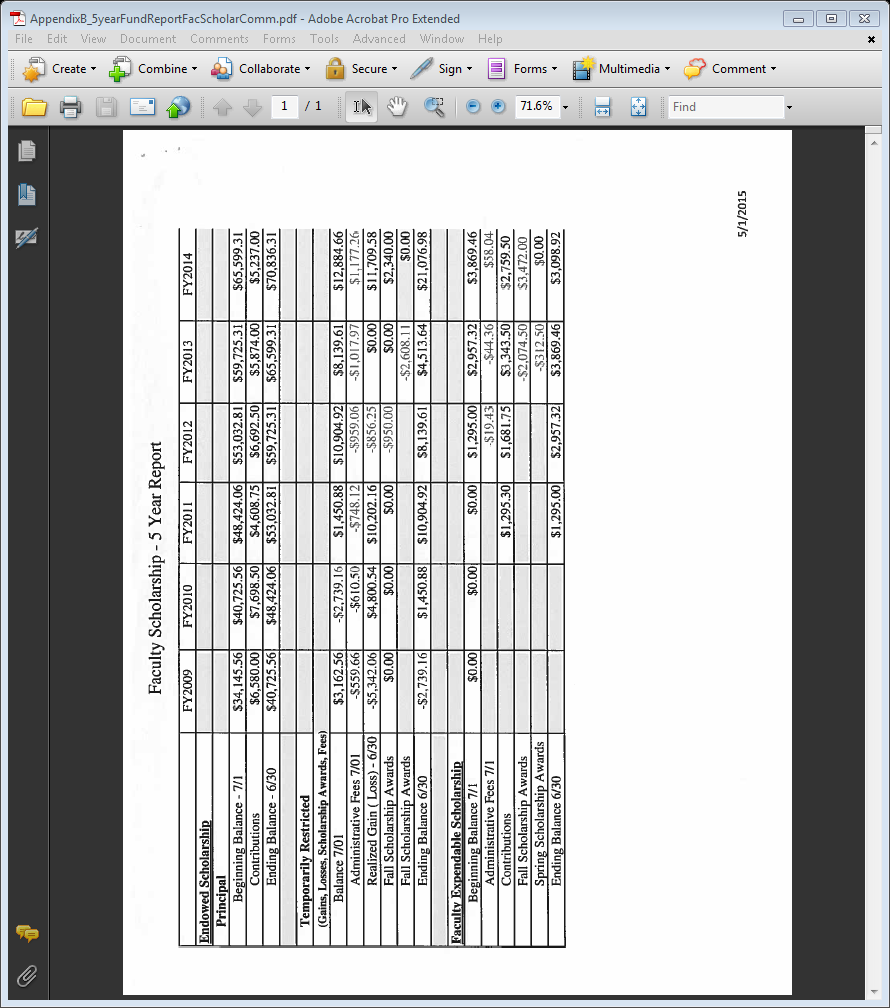 AppendixB_5yearFundReportFacScholarComm.pdf - Adobe Acrobat Pro Extended
File Edit View Document Comments Forms Tools Advanced Window Help
Create Combine Collaborate Secure Sign Forms Multimedia Comment
1 / 1 71.6% Find
Faculty Scholarship - 5 Year Report
FY2009 FY2010 FY2011 FY2012 FY2013 FY2014
Endowed Scholarship
Principal
Beginning Balance - 7/1 $34,145.56 $40,725.56 $48,424.06 $53,032.81 $59,725.31 $65,599.31
Contributions $6,580.00 $7,698.50 $4,608.75 $6,692.50 $5,874.00 $5,237.00
Ending Balance - 6/30 $40,725.56 $48,424.06 $53,032.81 $59,725.31 $65,599.31 $70,836.31
Temporarily Restricted
(Gains, Losses, Scholarship Awards, Fees)
Balance 7/01 $3,162.56 -$2,739.16 $1,450.88 $10,904.92 $8,139.61 $12,884.66
Administrative Fees 7/01 -$559.66 -$610.50 -$748.12 -$959.06 -$1,017.97 $1,177.26
Realized Gain ( Loss) - 6/30 -$5,342.06 $4,800.54 $10,202.16 -$856.25 $0.00 $11,709.58
Fall Scholarship Awards $0.00 $0.00 $0.00 -$950.00 $0.00 $2,340.00
Fall Scholarship Awards -$2,608.11 $0.00
Ending Balance 6/30 -$2,739.16 $1,450.88 $10,904.92 $8,139.61 $4,513.64 $21,076.98
Faculty Expendable Scholarship
Beginning Balance 7/1 $0.00 $0.00 $0.00 $1,295.00 $2,957.32 $3,869.46
Administrative Fees 7/1 -$19.43 -$44.36 $58.04
Contributions $1,295.30 $1,681.75 $3,343.50 $2,759.50
Fall Scholarship Awards -$2,074.50 -$3,472.00
Spring Scholarship Awards -$312.50 $0.00
Ending Balance 6/30 $1,295.00 $2,957.32 $3,869.46 $3,098.92
5/1/2015